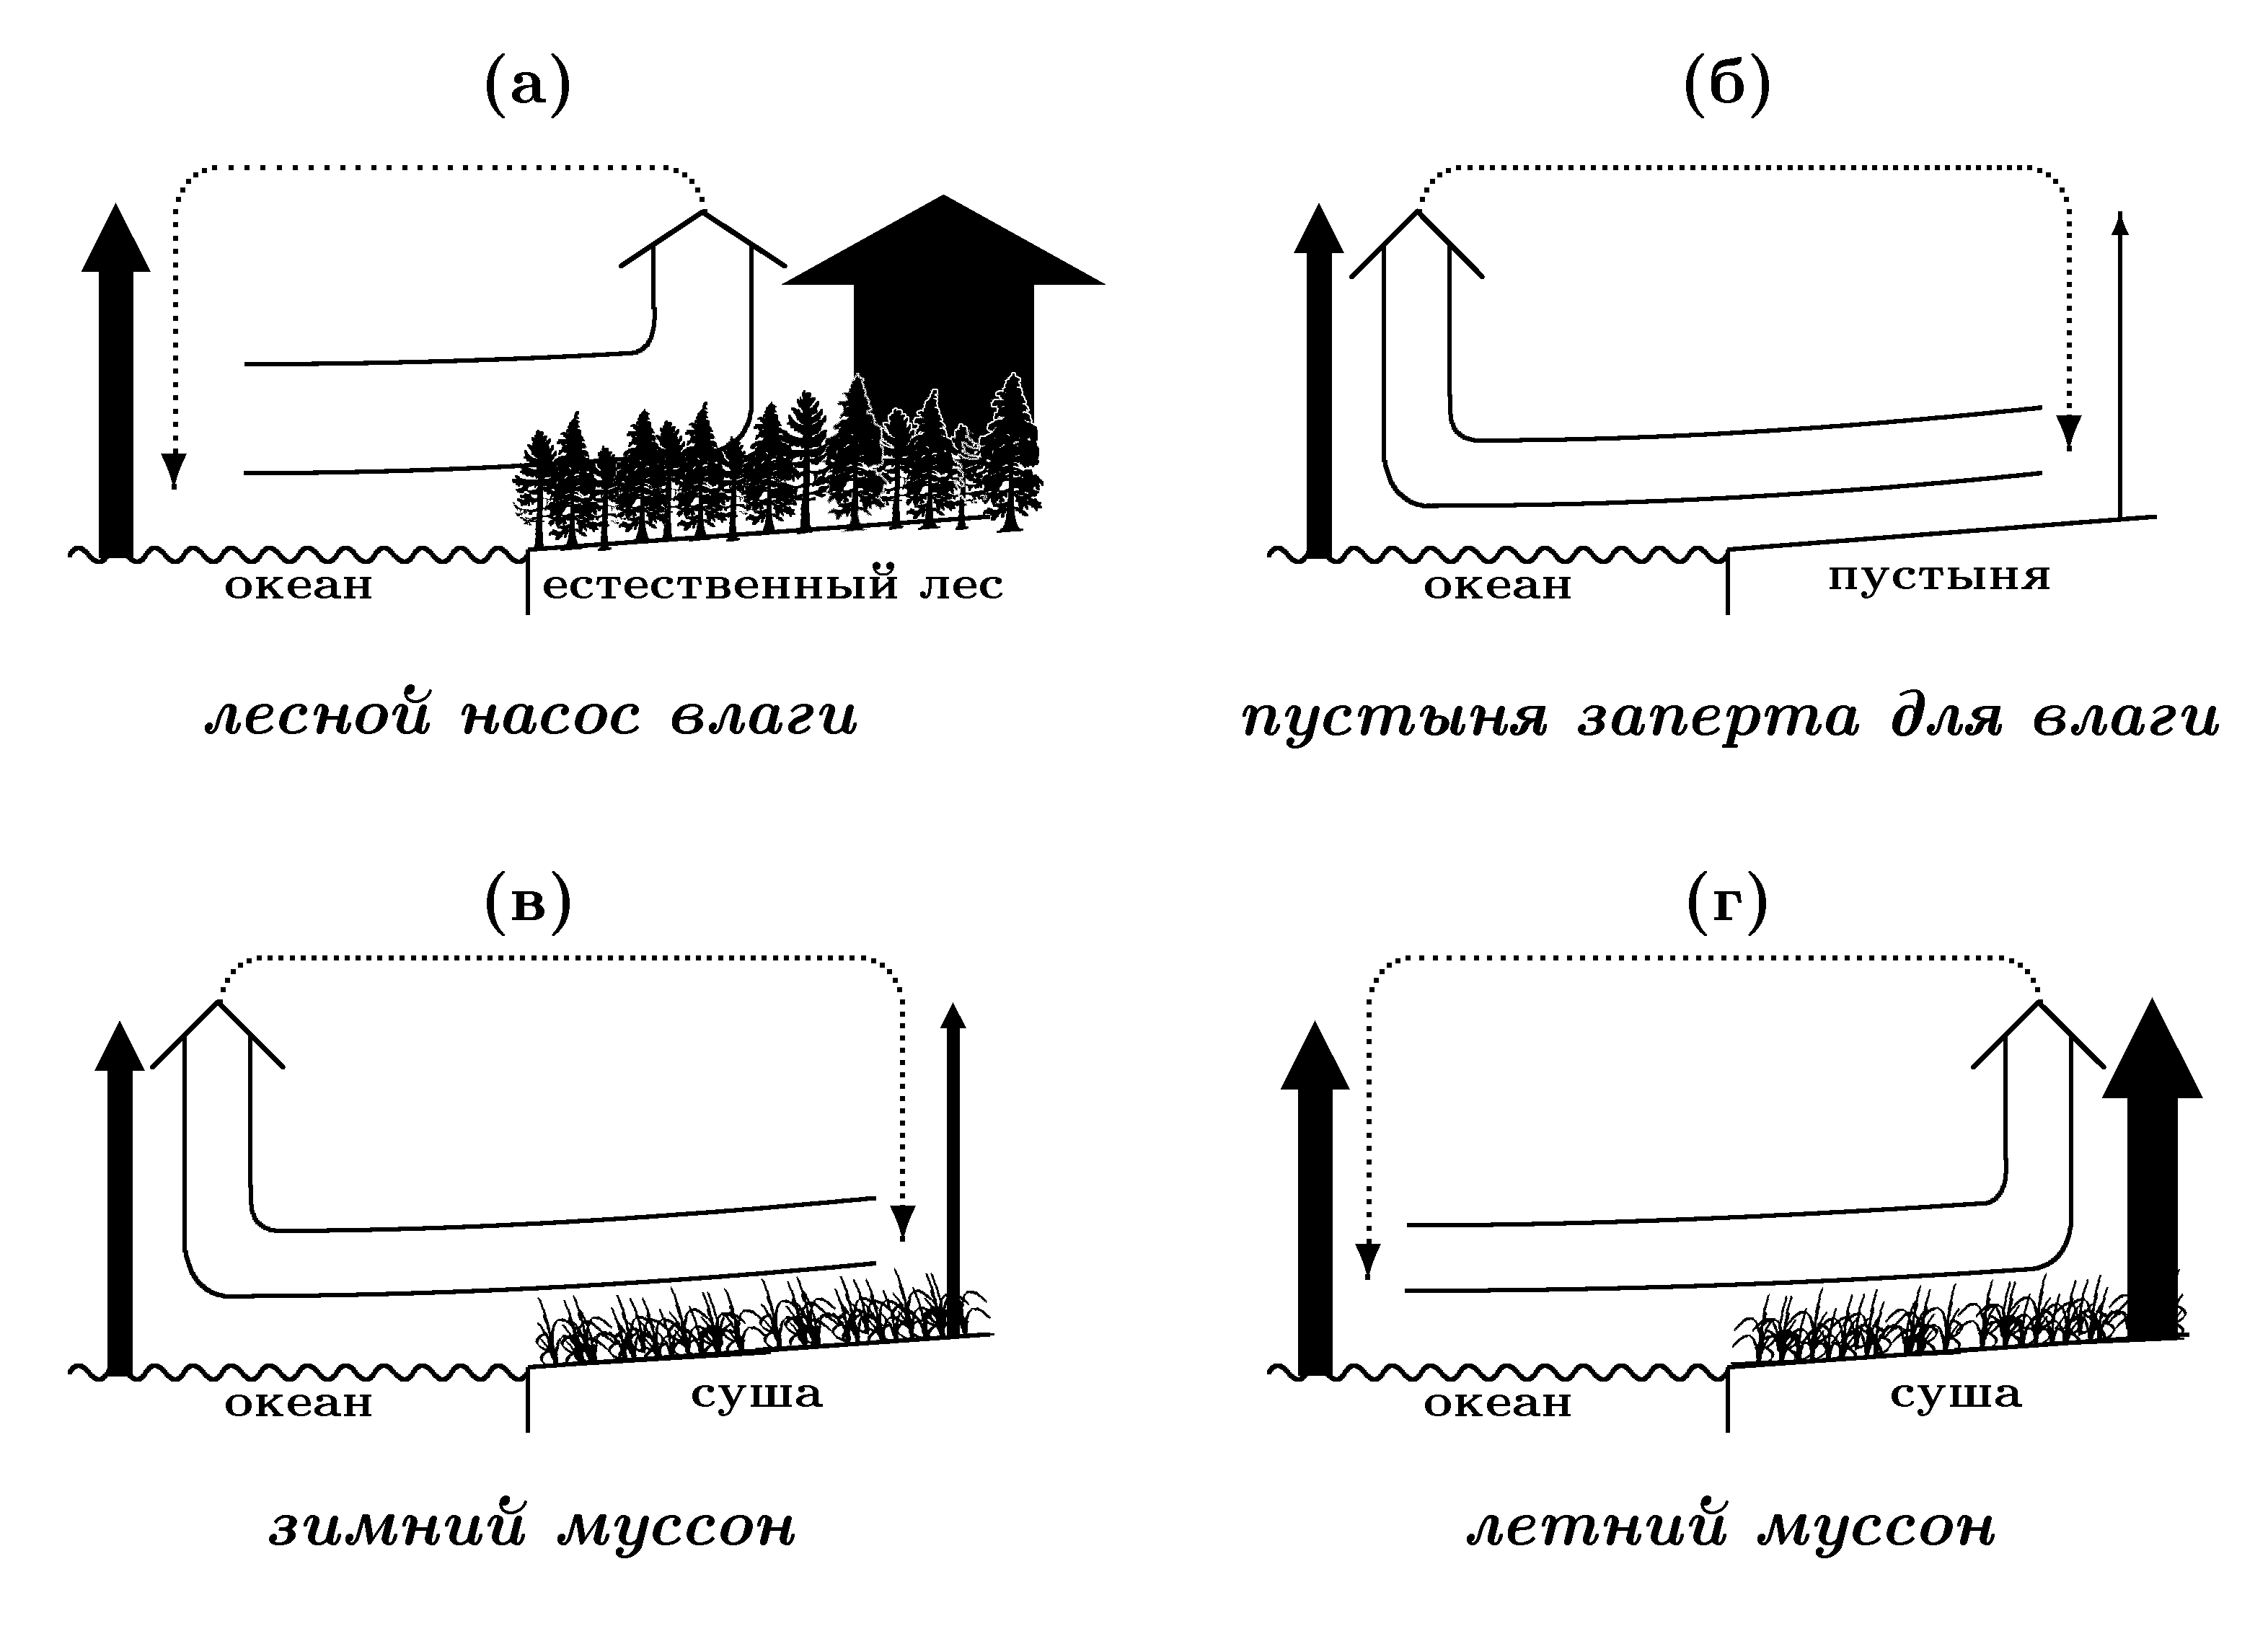 (а)
(б)
океан
естественный лес
океан
пустыня
лесной насос влаги
пустыня заперта для влаги
(в)
(г)
океан
суша
океан
суша
зимний муссон
летний муссон